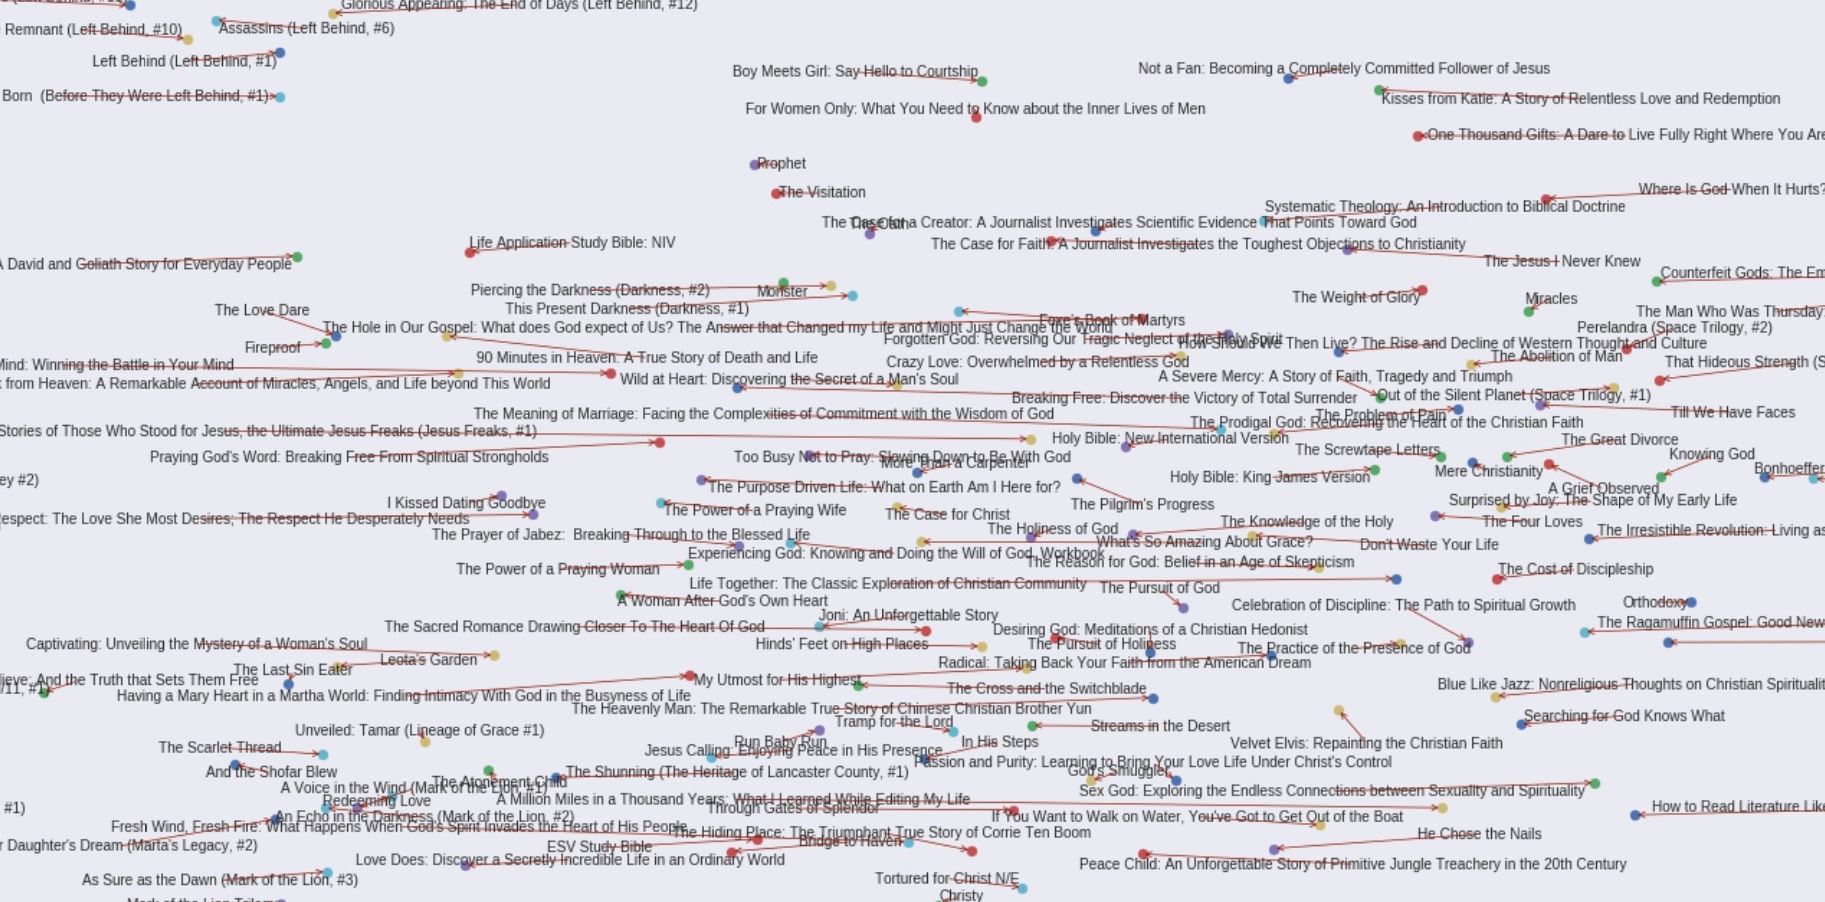 Glorious Appearing: The End of Days (Left Behind, #12)
Remnant (Left Behind, #10)
Assassins (Left Behind, #6)
Left Behind (Left Behind, #1)
Boy Meets Girl: Say Hello to Courtship
Not a Fan: Becoming a Completely Committed Follower of Jesus
Born (Before They Were Left Behind, #1)
Kisses from Katie: A Story of Relentless Love and Redemption
For Women Only: What You Need to Know about the Inner Lives of Men
One Thousand Gifts: A Dare to Live Fully Right Where You Are
Prophet
The Visitation
Where Is God When It Hurts?
Systematic Theology: An Introduction to Biblical Doctrine
The Case for a Creator: A Journalist Investigates Scientific Evidence That Points Toward God
The Oath
Life Application Study Bible: NIV
The Case for Faith: A Journalist Investigates the Toughest Objections to Christianity
A David and Goliath Story for Everyday People
The Jesus I Never Knew
Counterfeit Gods: The Em
Piercing the Darkness (Darkness, #2)
Monster
The Weight of Glory
Miracles
The Love Dare
This Present Darkness (Darkness, #1)
The Man Who Was Thursday:
Foxe's Book of Martyrs
The Hole in Our Gospel: What does God expect of Us? The Answer that Changed my Life and Might Just Change the World
Perelandra (Space Trilogy, #2)
Forgotten God: Reversing Our Tragic Neglect of the Holy Spirit
How Should We Then Live? The Rise and Decline of Western Thought and Culture
Fireproof
90 Minutes in Heaven: A True Story of Death and Life
The Abolition of Man
Mind: Winning the Battle in Your Mind
Crazy Love: Overwhelmed by a Relentless God
That Hideous Strength (S
from Heaven: A Remarkable Account of Miracles, Angels, and Life beyond This World
Wild at Heart: Discovering the Secret of a Man's Soul
A Severe Mercy: A Story of Faith, Tragedy and Triumph
Breaking Free: Discover the Victory of Total Surrender
Out of the Silent Planet (Space Trilogy, #1)
The Meaning of Marriage: Facing the Complexities of Commitment with the Wisdom of God
The Problem of Pain
Till We Have Faces
The Prodigal God: Recovering the Heart of the Christian Faith
Stories of Those Who Stood for Jesus, the Ultimate Jesus Freaks (Jesus Freaks, #1)
Holy Bible: New International Version
The Great Divorce
Praying God's Word: Breaking Free From Spiritual Strongholds
Too Busy Not to Pray: Slowing Down to Be With God
The Screwtape Letters
Knowing God
More Than a Carpenter
Mere Christianity
Bonhoeffer
ey #2)
Holy Bible: King James Version
The Purpose Driven Life: What on Earth Am I Here for?
A Grief Observed
I Kissed Dating Goodbye
The Pilgrim's Progress
Surprised by Joy: The Shape of My Early Life
The Power of a Praying Wife
The Case for Christ
espect: The Love She Most Desires; The Respect He Desperately Needs
The Knowledge of the Holy
The Four Loves
The Holiness of God
The Irresistible Revolution: Living as
The Prayer of Jabez: Breaking Through to the Blessed Life
What's So Amazing About Grace?
Don't Waste Your Life
Experiencing God: Knowing and Doing the Will of God, Workbook
The Reason for God: Belief in an Age of Skepticism
The Power of a Praying Woman
The Cost of Discipleship
Life Together: The Classic Exploration of Christian Community
The Pursuit of God
A Woman After God's Own Heart
Celebration of Discipline: The Path to Spiritual Growth
Orthodoxy
Joni: An Unforgettable Story
The Ragamuffin Gospel: Good New
The Sacred Romance Drawing Closer To The Heart Of God
Desiring God: Meditations of a Christian Hedonist
Captivating: Unveiling the Mystery of a Woman's Soul
Hinds' Feet on High Places
The Pursuit of Holiness
The Practice of the Presence of God
Leota's Garden
Radical: Taking Back Your Faith from the American Dream
The Last Sin Eater
lieve: And the Truth that Sets Them Free
/11, #1)
My Utmost for His Highest
Blue Like Jazz: Nonreligious Thoughts on Christian Spiritualit
The Cross and the Switchblade
Having a Mary Heart in a Martha World: Finding Intimacy With God in the Busyness of Life
The Heavenly Man: The Remarkable True Story of Chinese Christian Brother Yun
Searching for God Knows What
Tramp for the Lord
Streams in the Desert
Unveiled: Tamar (Lineage of Grace #1)
Run Baby Run
In His Steps
Velvet Elvis: Repainting the Christian Faith
The Scarlet Thread
Jesus Calling: Enjoying Peace in His Presence
Passion and Purity: Learning to Bring Your Love Life Under Christ's Control
And the Shofar Blew
The Shunning (The Heritage of Lancaster County, #1)
God's Smuggler
The Atonement Child
A Voice in the Wind (Mark of the Lion, #1)
Sex God: Exploring the Endless Connections between Sexuality and Spirituality
Redeeming Love
A Million Miles in a Thousand Years: What I Learned While Editing My Life
#1)
Through Gates of Splendor
How to Read Literature Like
An Echo in the Darkness (Mark of the Lion, #2)
If You Want to Walk on Water, You've Got to Get Out of the Boat
Fresh Wind, Fresh Fire: What Happens When God's Spirit Invades the Heart of His People
The Hiding Place: The Triumphant True Story of Corrie Ten Boom
He Chose the Nails
r Daughter's Dream (Marta's Legacy, #2)
ESV Study Bible
Bridge to Haven
Love Does: Discover a Secretly Incredible Life in an Ordinary World
Peace Child: An Unforgettable Story of Primitive Jungle Treachery in the 20th Century
As Sure as the Dawn (Mark of the Lion, #3)
Tortured for Christ N/E
Christy